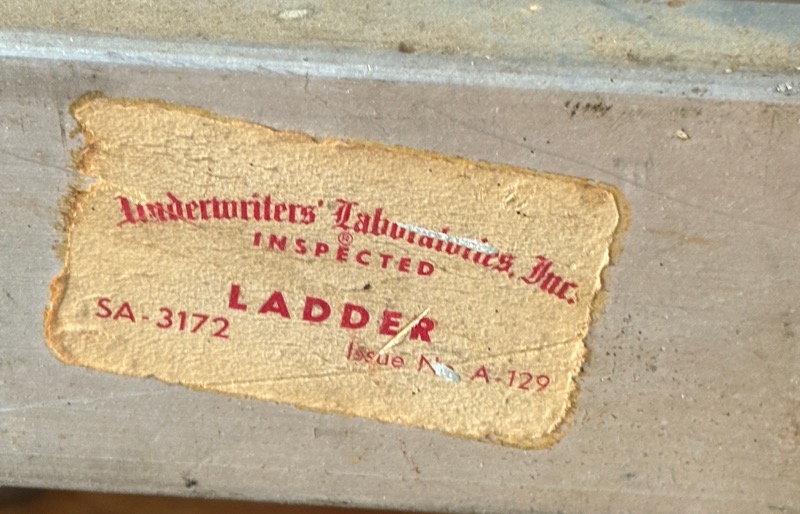 Underwriters' Laboratories, Inc.
®
INSPECTED
LADDER
SA-3172
Issue No. A-129